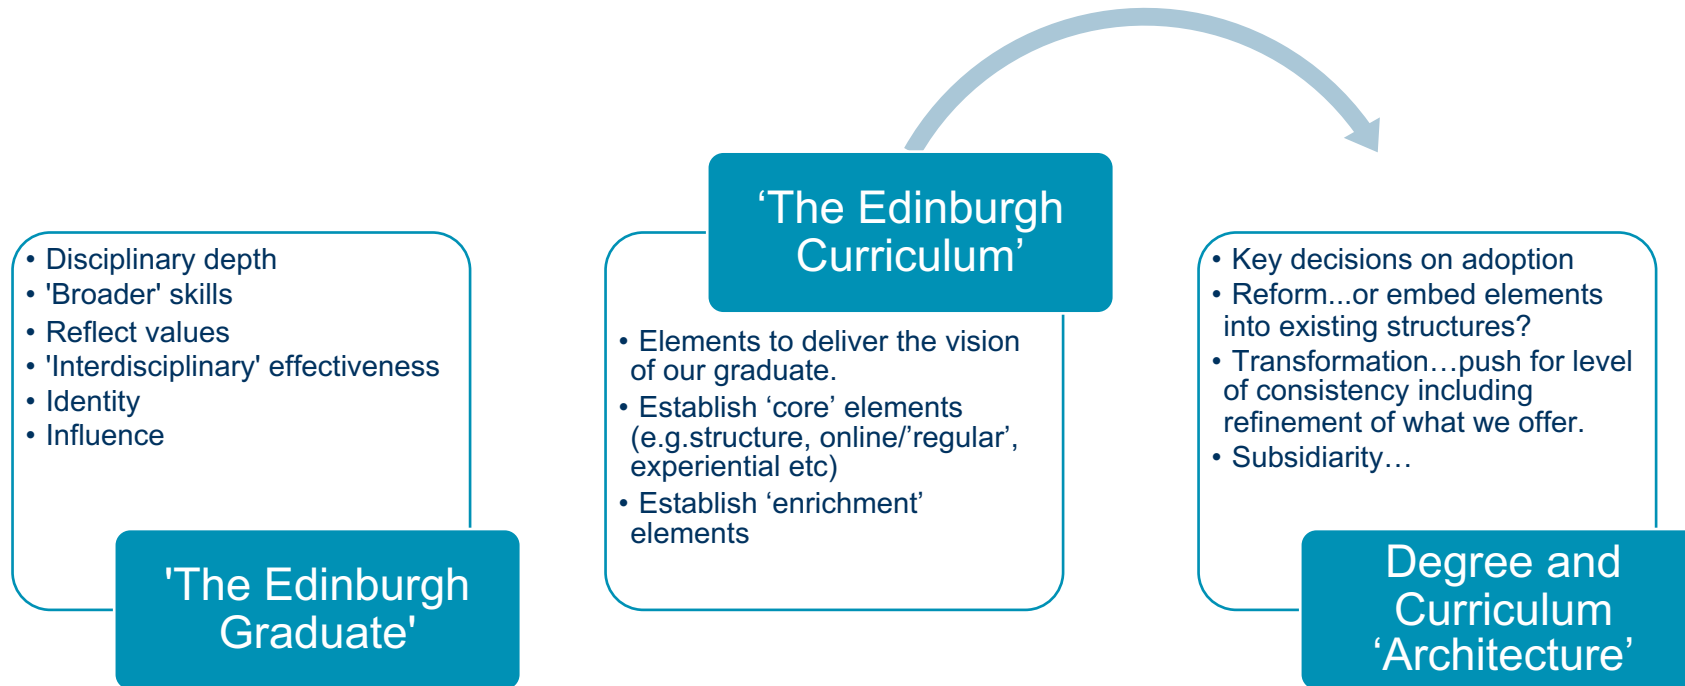 • Disciplinary depth
• 'Broader' skills
• Reflect values
• 'Interdisciplinary' effectiveness
• Identity
• Influence
'The Edinburgh
Graduate'
‘The Edinburgh
Curriculum’
• Elements to deliver the vision
of our graduate.
• Establish ‘core’ elements
(e.g.structure, online/’regular’,
experiential etc)
• Establish ‘enrichment’
elements
• Key decisions on adoption
• Reform...or embed elements
into existing structures?
• Transformation…push for level
of consistency including
refinement of what we offer.
• Subsidiarity…
Degree and
Curriculum
‘Architecture’